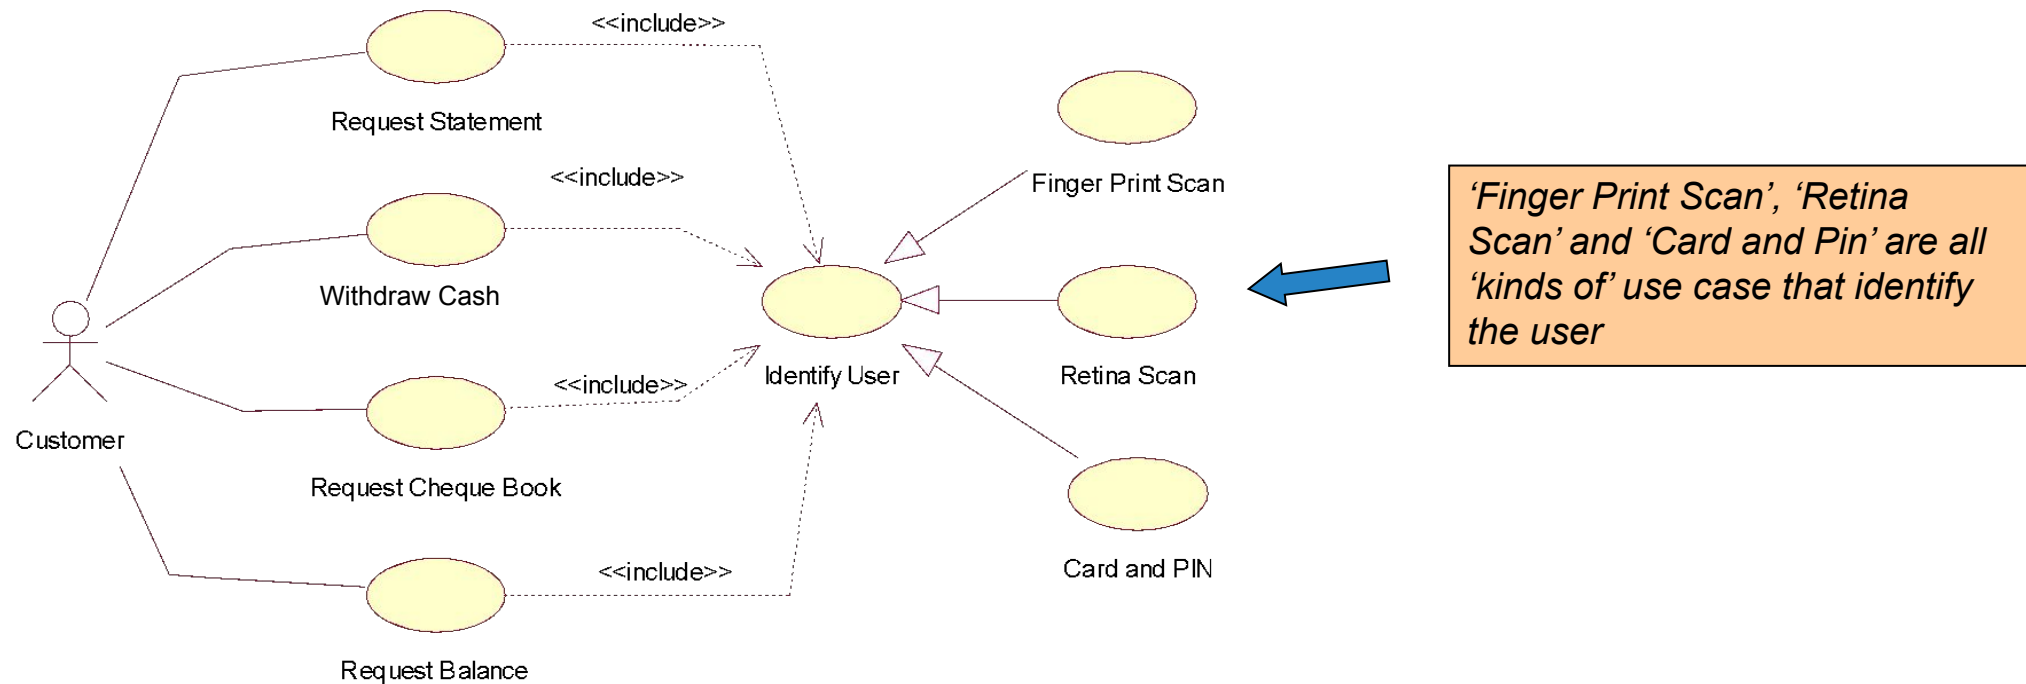 <<include>>
Request Statement
<<include>>
Finger Print Scan
Withdraw Cash
‘Finger Print Scan’, ‘Retina
Scan’ and ‘Card and Pin’ are all
‘kinds of’ use case that identify
the user
<<include>>
Identify User
Retina Scan
Customer
Request Cheque Book
<<include>>
Card and PIN
Request Balance